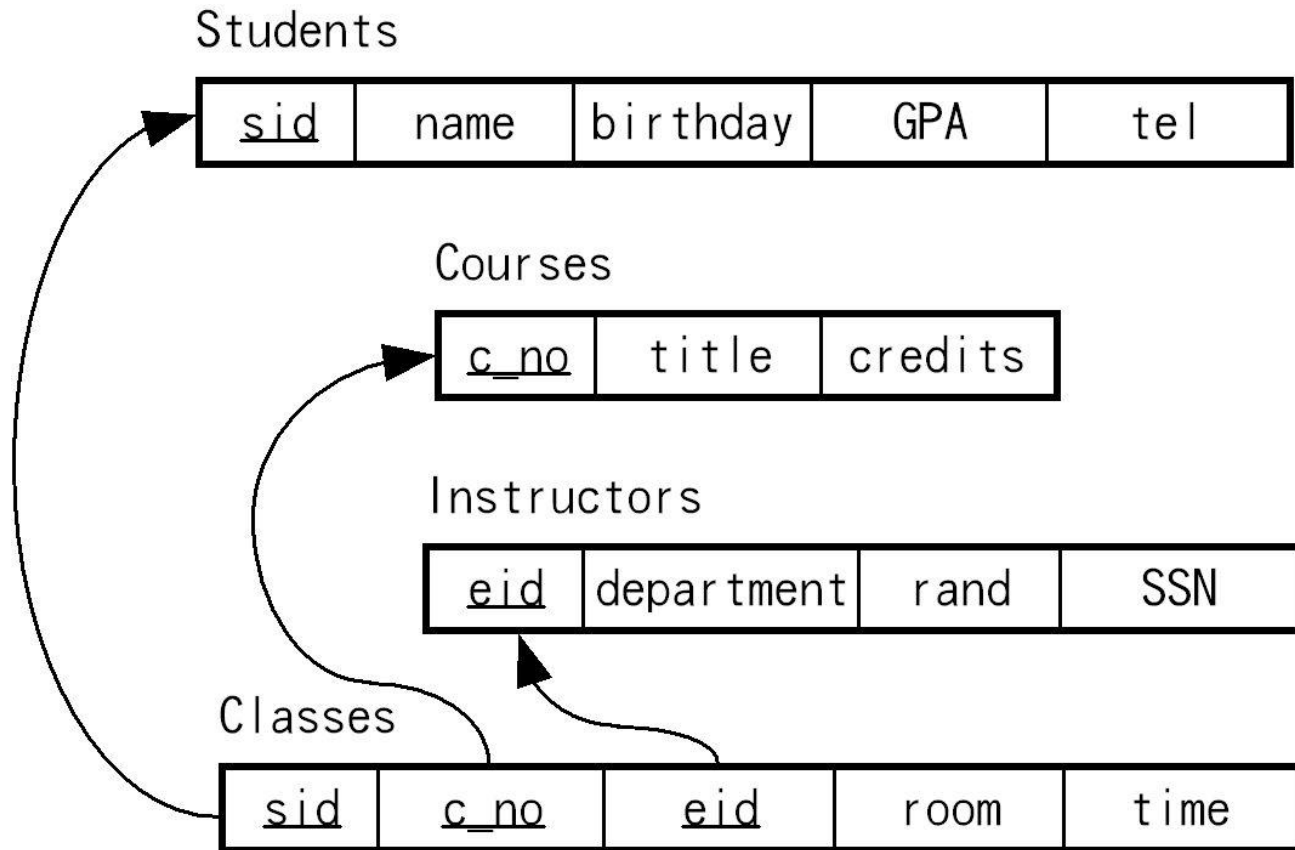 Students
sid name birthday GPA tel
Courses
c_no title credits
Instructors
eid department rand SSN
Classes
sid c_no eid room time